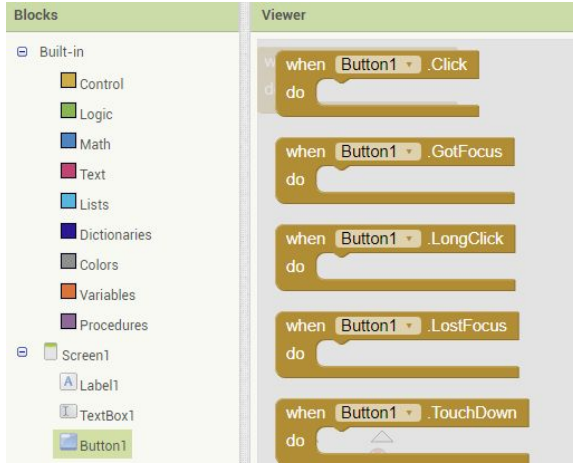 Blocks
Viewer
Built-in
Control
Logic
Math
Text
Lists
Dictionaries
Colors
Variables
Procedures
Screen1
Label1
TextBox1
Button1
when Button1 .Click
do
when Button1 .GotFocus
do
when Button1 .LongClick
do
when Button1 .LostFocus
do
when Button1 .TouchDown
do